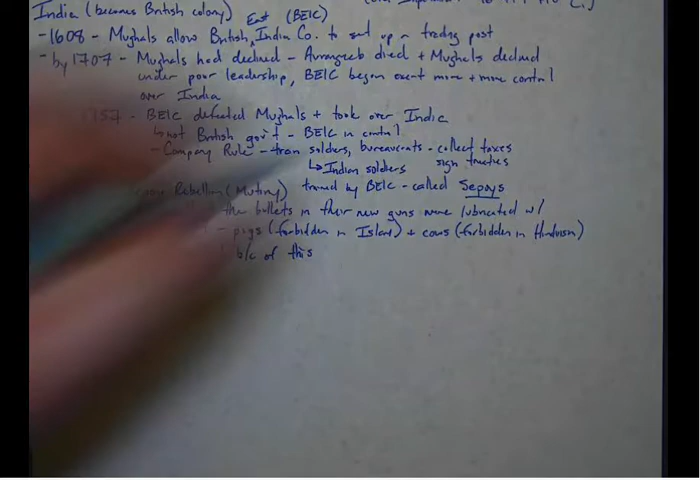 India (becomes British colony) East (BEIC)
-1608 - Mughals allow British India Co. to set up a trading post
-by 1707 - Mughals had declined - Aurangzeb died + Mughals declined
under poor leadership, BEIC began exert more + more control
over India
1757 - BEIC defeated Mughals + took over India
↳ not British gov't - BEIC in control
- Company Rule - train soldiers, bureaucrats - collect taxes
↳ Indian soldiers sign treaties
Rebellion (Mutiny) trained by BEIC - called Sepoys
the bullets in their new guns were lubricated w/
- pigs (forbidden in Islam) + cows (forbidden in Hinduism)
b/c of this